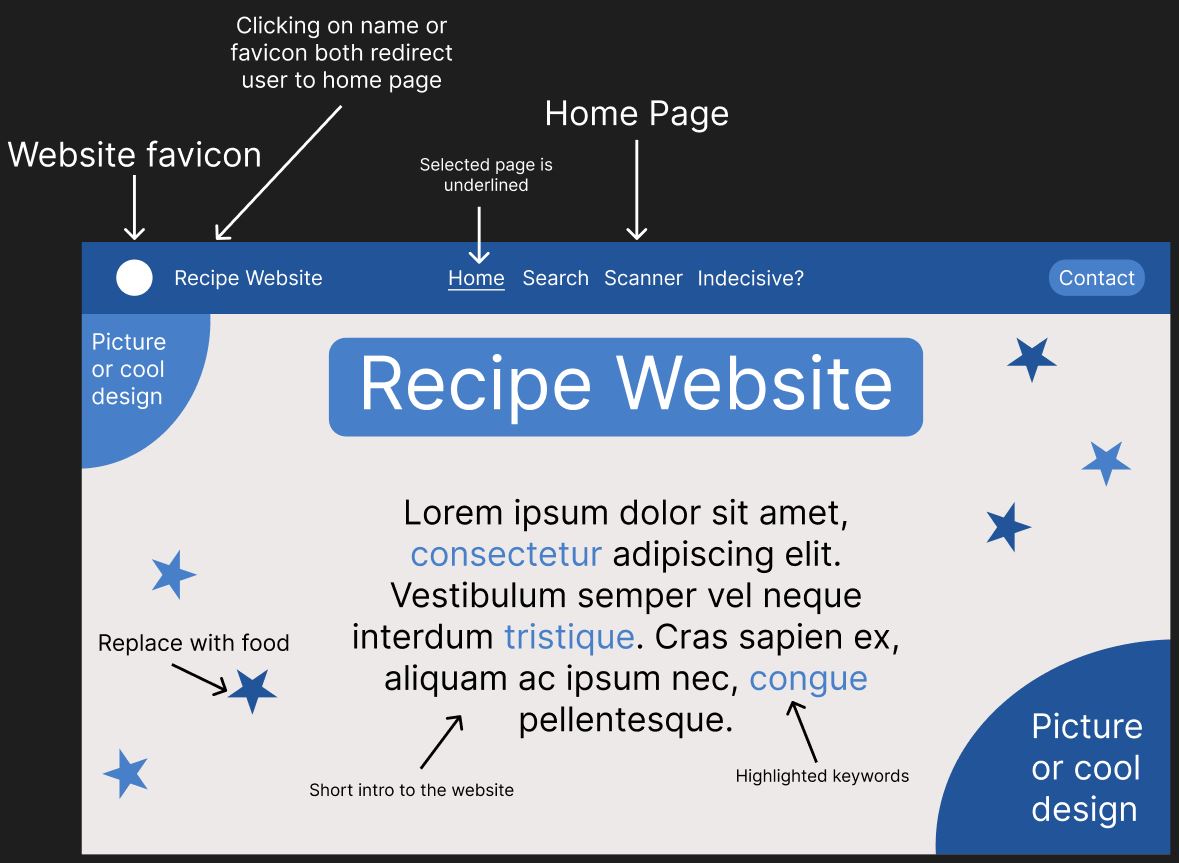 Clicking on name or
favicon both redirect
user to home page
Home Page
Website favicon
Selected page is
underlined
Recipe Website
Home Search Scanner Indecisive?
Contact
Picture
or cool
design
Recipe Website
Lorem ipsum dolor sit amet,
consectetur adipiscing elit.
Vestibulum semper vel neque
interdum tristique. Cras sapien ex,
aliquam ac ipsum nec, congue
pellentesque.
Replace with food
Short intro to the website
Highlighted keywords
Picture
or cool
design